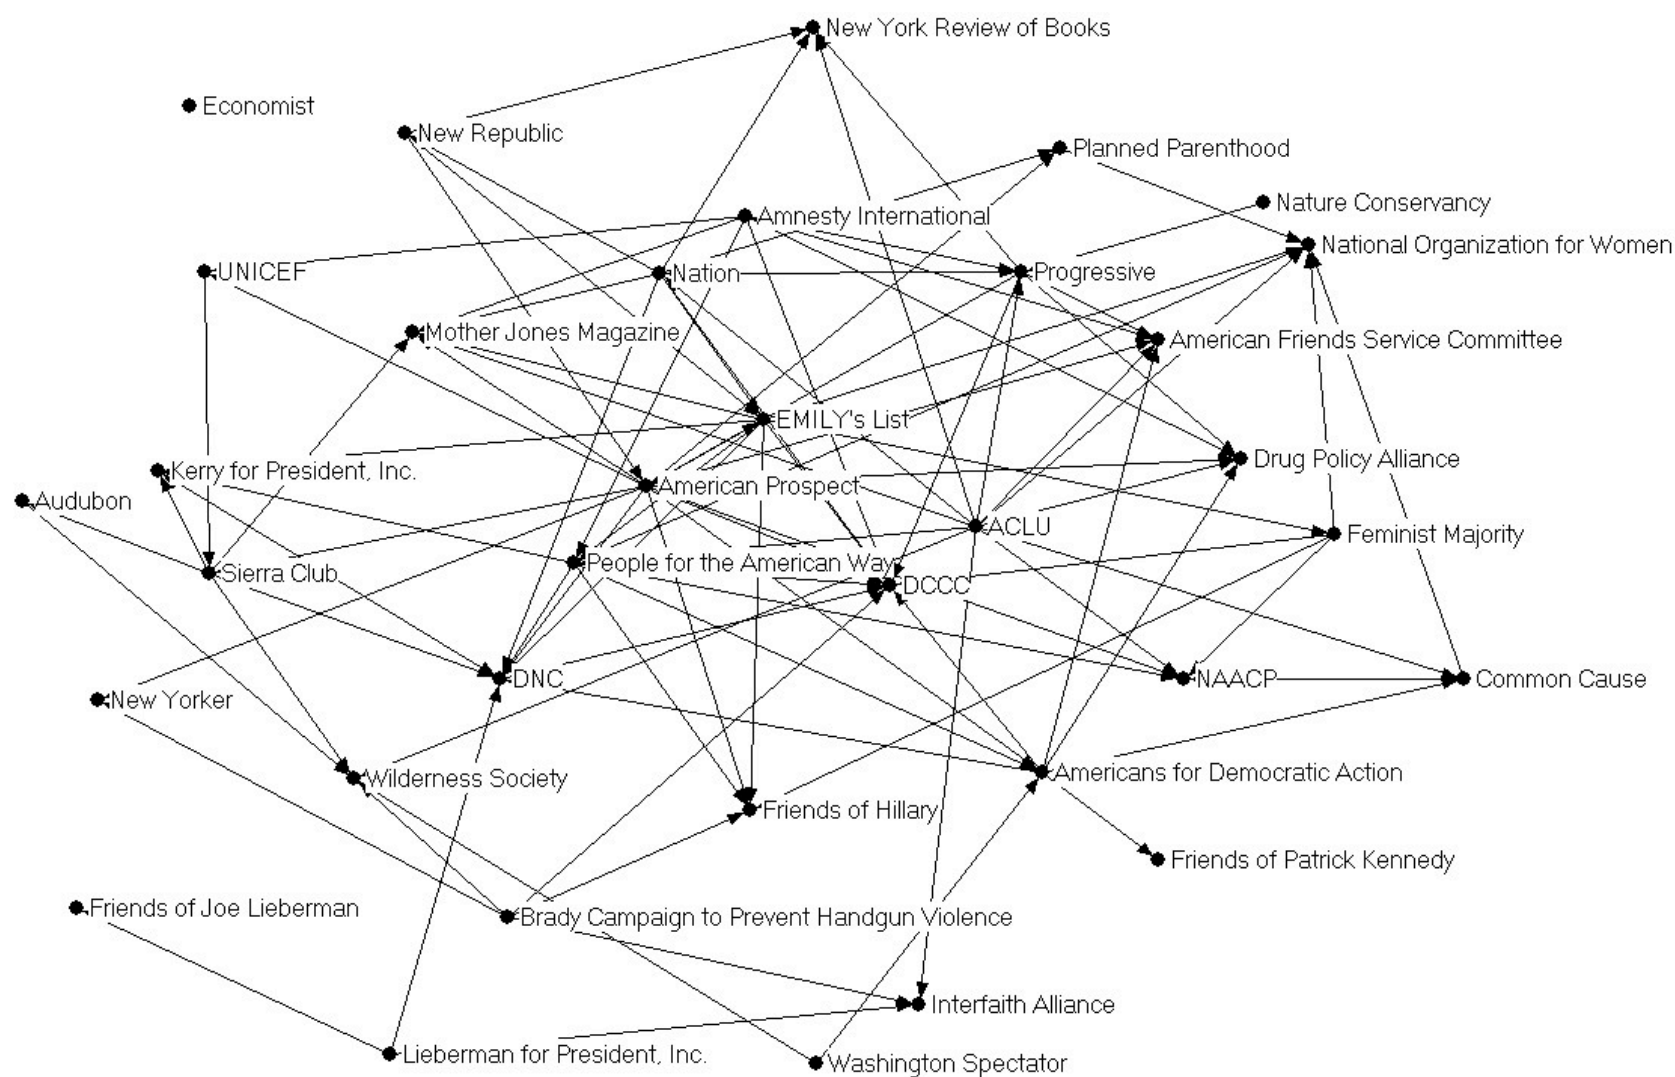 New York Review of Books
Economist
New Republic
Planned Parenthood
Nature Conservancy
Amnesty International
National Organization for Women
UNICEF
Nation
Progressive
Mother Jones Magazine
American Friends Service Committee
EMILY's List
Kerry for President, Inc.
Drug Policy Alliance
American Prospect
Audubon
ACLU
Feminist Majority
People for the American Way
Sierra Club
DCCC
DNC
NAACP
Common Cause
New Yorker
Americans for Democratic Action
Wilderness Society
Friends of Hillary
Friends of Patrick Kennedy
Friends of Joe Lieberman
Brady Campaign to Prevent Handgun Violence
Interfaith Alliance
Lieberman for President, Inc.
Washington Spectator